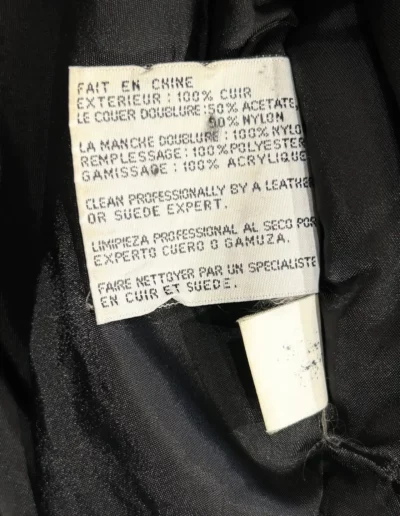 FAIT EN CHINE
EXTERIEUR : 100% CUIR
LE COUER DOUBLURE:50% ACETATE,
50% NYLON
LA MANCHE DOUBLURE : 100% NYLO
REMPLESSAGE: 100%POLYESTER
GAMISSAGE : 100% ACRYLIQUE
CLEAN PROFESSIONALLY BY A LEATHE
OR SUEDE EXPERT.
LIMIPIEZA PROFESSIONAL AL SECO POR
EXPERTO CUERO O GAMUZA.
FAIRE NETTOYER PAR UN SPECIALISTE
EN CUIR ET SUEDE.